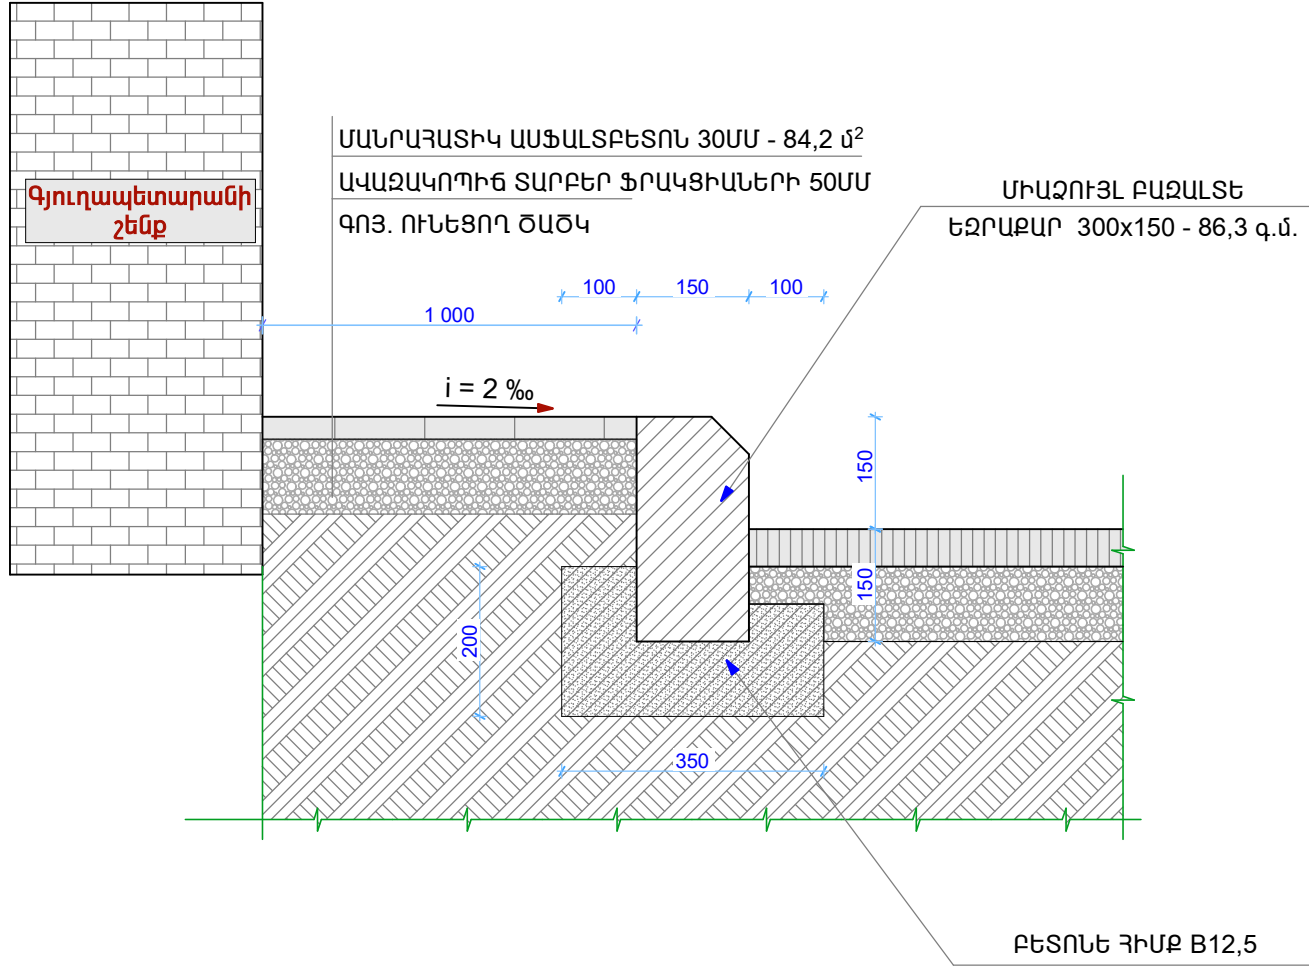 ՄԱՆՐԱՀԱՏԻԿ ԱՍՖԱԼՏԲԵՏՈՆ 30ՄՄ - 84,2 մ²
ԱՎԱԶԱԿՈՊԻՃ ՏԱՐԲԵՐ ՖՐԱԿՑԻԱՆԵՐԻ 50ՄՄ
ԳՈՅ. ՈՒՆԵՑՈՂ ԾԱԾԿ
Գյուղապետարանի
շենք
ՄԻԱՁՈՒՅԼ ԲԱԶԱԼՏԵ
ԵԶՐԱՔԱՐ 300x150 - 86,3 գ.մ.
100
150
100
1 000
i = 2 ‰
150
150
200
350
ԲԵՏՈՆԵ ՀԻՄՔ B12,5